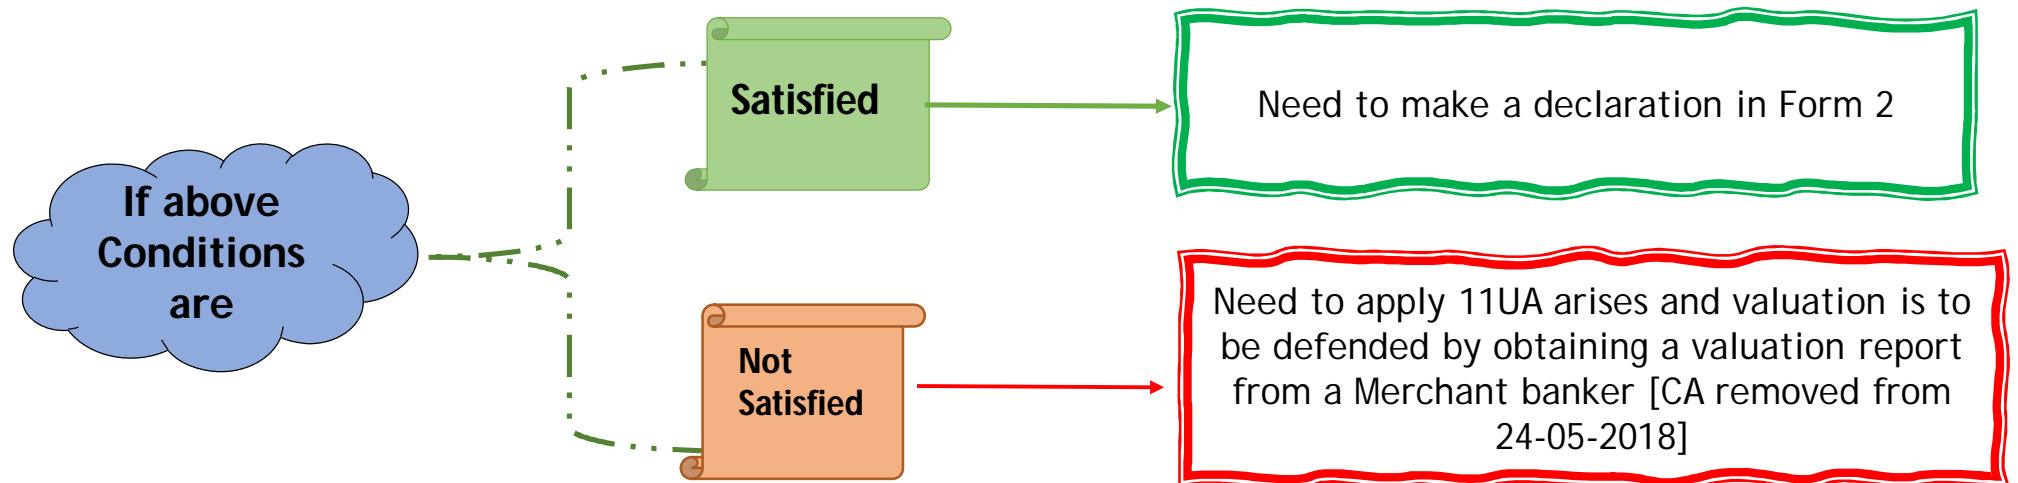 If above
Conditions
are
Satisfied
Need to make a declaration in Form 2
Not
Satisfied
Need to apply 11UA arises and valuation is to
be defended by obtaining a valuation report
from a Merchant banker [CA removed from
24-05-2018]